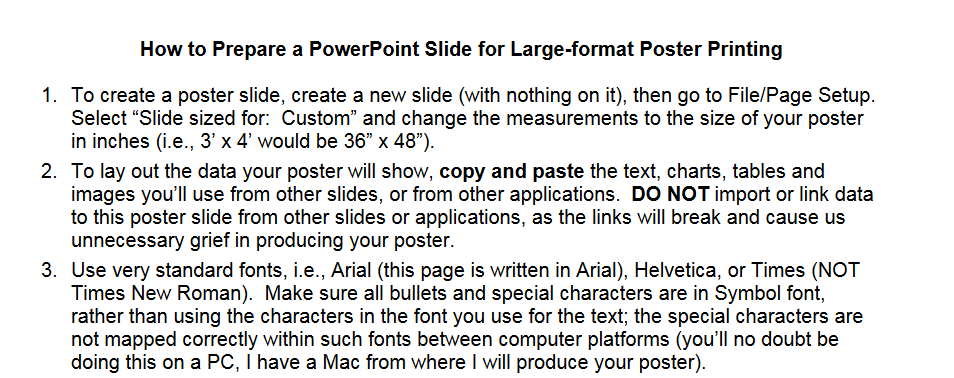 How to Prepare a PowerPoint Slide for Large-format Poster Printing
1. To create a poster slide, create a new slide (with nothing on it), then go to File/Page Setup.
Select “Slide sized for:  Custom” and change the measurements to the size of your poster
in inches (i.e., 3’ x 4’ would be 36” x 48”).
2. To lay out the data your poster will show, copy and paste the text, charts, tables and
images you’ll use from other slides, or from other applications.  DO NOT import or link data
to this poster slide from other slides or applications, as the links will break and cause us
unnecessary grief in producing your poster.
3. Use very standard fonts, i.e., Arial (this page is written in Arial), Helvetica, or Times (NOT
Times New Roman).  Make sure all bullets and special characters are in Symbol font,
rather than using the characters in the font you use for the text; the special characters are
not mapped correctly within such fonts between computer platforms (you’ll no doubt be
doing this on a PC, I have a Mac from where I will produce your poster).